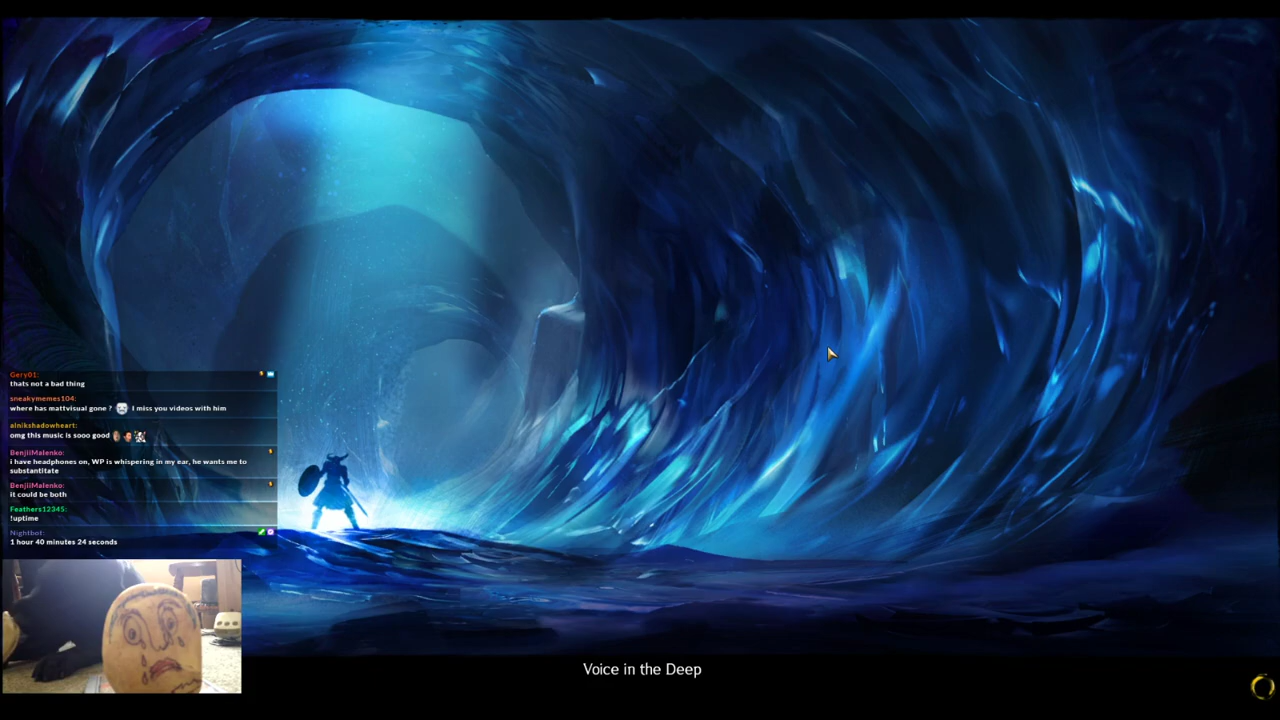 Gery01:
thats not a bad thing
sneakymemes104:
where has mattvisual gone ? I miss you videos with him
alnikshadowheart:
omg this music is sooo good
BenjiiMalenko:
i have headphones on, WP is whispering in my ear, he wants me to
substantitate
BenjiiMalenko:
it could be both
Feathers12345:
!uptime
Nightbot:
1 hour 40 minutes 24 seconds
Voice in the Deep